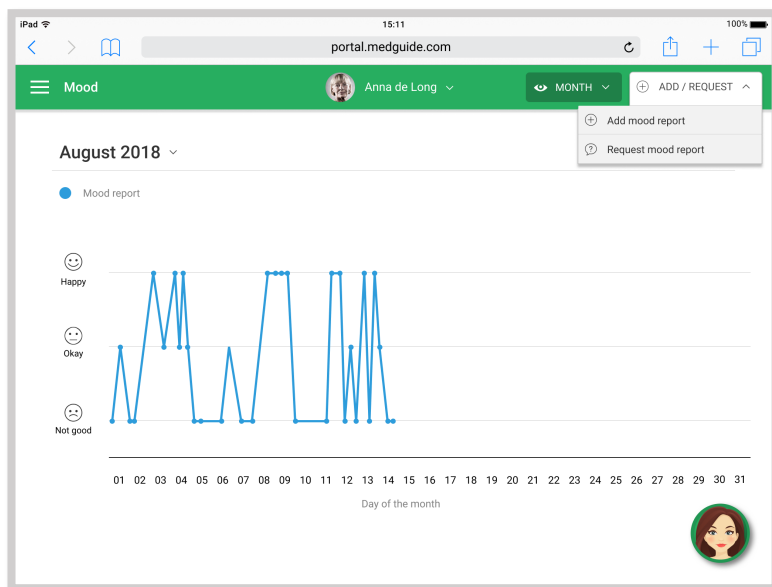 iPad 15:11 100%
portal.medguide.com
Mood Anna de Long MONTH ADD / REQUEST
Add mood report
Request mood report
August 2018
Mood report
Happy
Okay
Not good
01 02 03 04 05 06 07 08 09 10 11 12 13 14 15 16 17 18 19 20 21 22 23 24 25 26 27 28 29 30 31
Day of the month